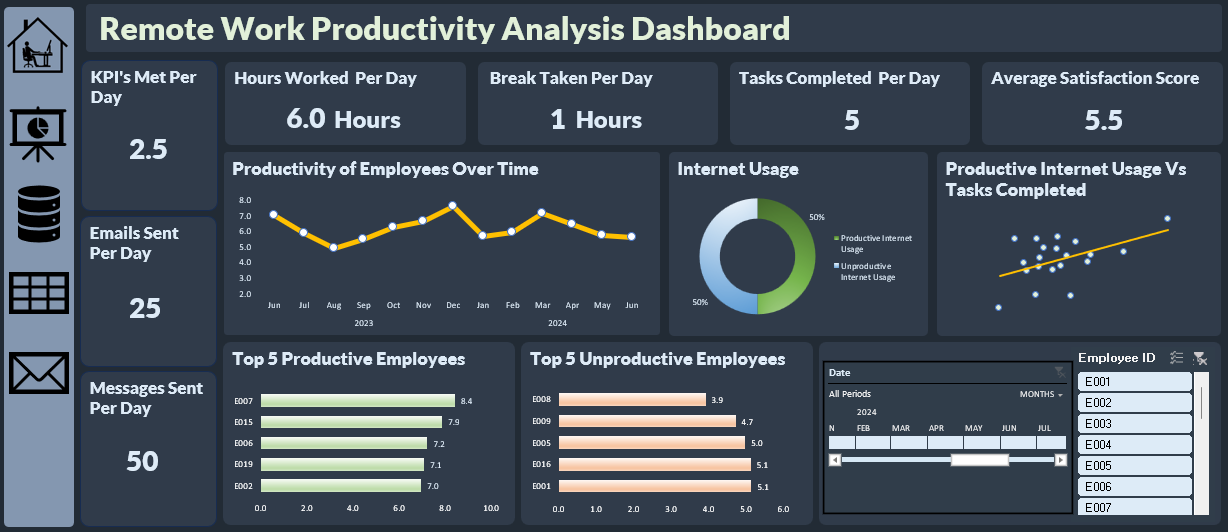 Remote Work Productivity Analysis Dashboard
KPI's Met Per
Day
2.5
Hours Worked Per Day
6.0 Hours
Break Taken Per Day
1 Hours
Tasks Completed Per Day
5
Average Satisfaction Score
5.5
Emails Sent
Per Day
25
Messages Sent
Per Day
50
Productivity of Employees Over Time
8.0
7.0
6.0
5.0
4.0
3.0
2.0
Jun Jul Aug Sep Oct Nov Dec Jan Feb Mar Apr May Jun
2023 2024
Internet Usage
50%
50%
Productive Internet
Usage
Unproductive
Internet Usage
Productive Internet Usage Vs
Tasks Completed
Top 5 Productive Employees
E007 8.4
E015 7.9
E006 7.2
E019 7.1
E002 7.0
0.0 2.0 4.0 6.0 8.0 10.0
Top 5 Unproductive Employees
E008 3.9
E009 4.7
E005 5.0
E016 5.1
E001 5.1
0.0 1.0 2.0 3.0 4.0 5.0 6.0
Date
All Periods MONTHS
2024
N FEB MAR APR MAY JUN JUL
Employee ID
E001
E002
E003
E004
E005
E006
E007